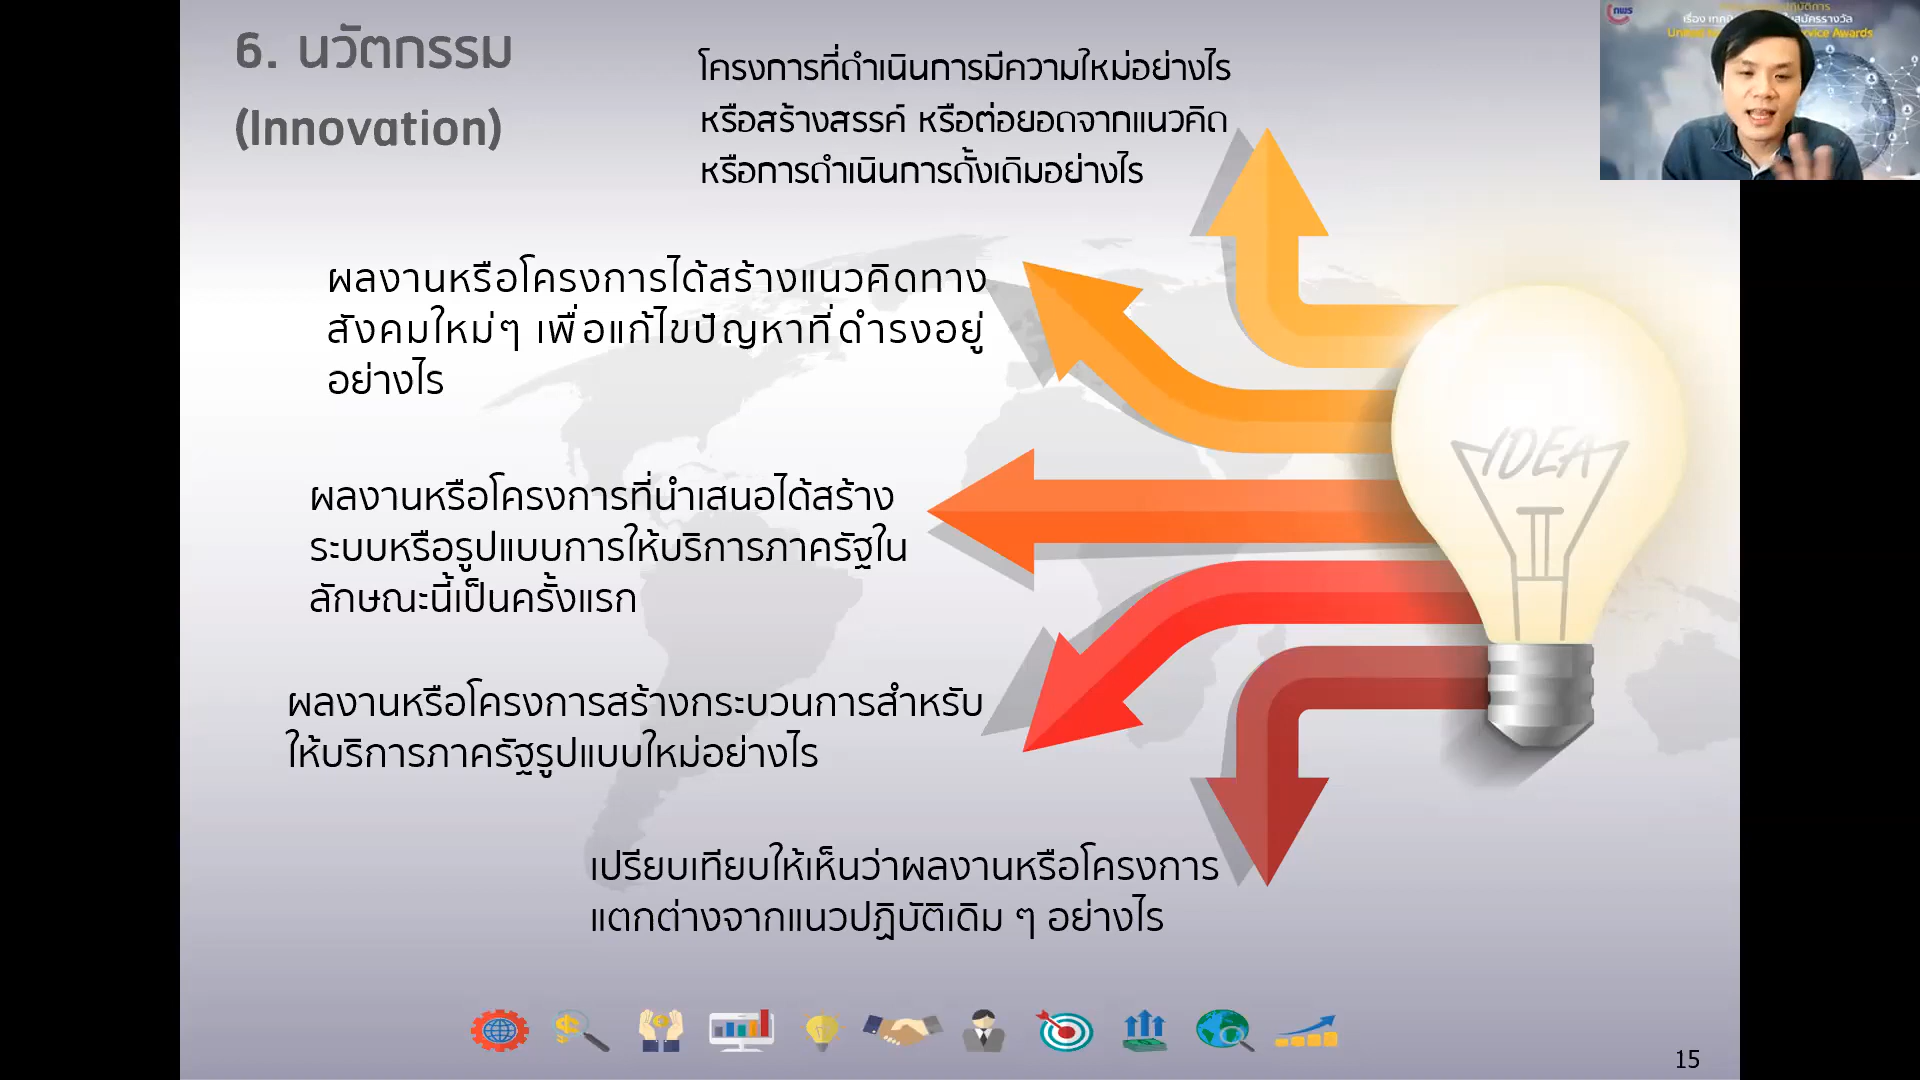 6. นวัตกรรม
(Innovation)
โครงการที่ดำเนินการมีความใหม่อย่างไร
หรือสร้างสรรค์ หรือต่อยอดจากแนวคิด
หรือการดำเนินการดั้งเดิมอย่างไร
ผลงานหรือโครงการได้สร้างแนวคิดทาง
สังคมใหม่ๆ เพื่อแก้ไขปัญหาที่ดำรงอยู่
อย่างไร
ผลงานหรือโครงการที่นำเสนอได้สร้าง
ระบบหรือรูปแบบการให้บริการภาครัฐใน
ลักษณะนี้เป็นครั้งแรก
ผลงานหรือโครงการสร้างกระบวนการสำหรับ
ให้บริการภาครัฐรูปแบบใหม่อย่างไร
เปรียบเทียบให้เห็นว่าผลงานหรือโครงการ
แตกต่างจากแนวปฏิบัติเดิม ๆ อย่างไร
IDEA
15
กพร
เรื่อง
สมัครรางวัล
Awards